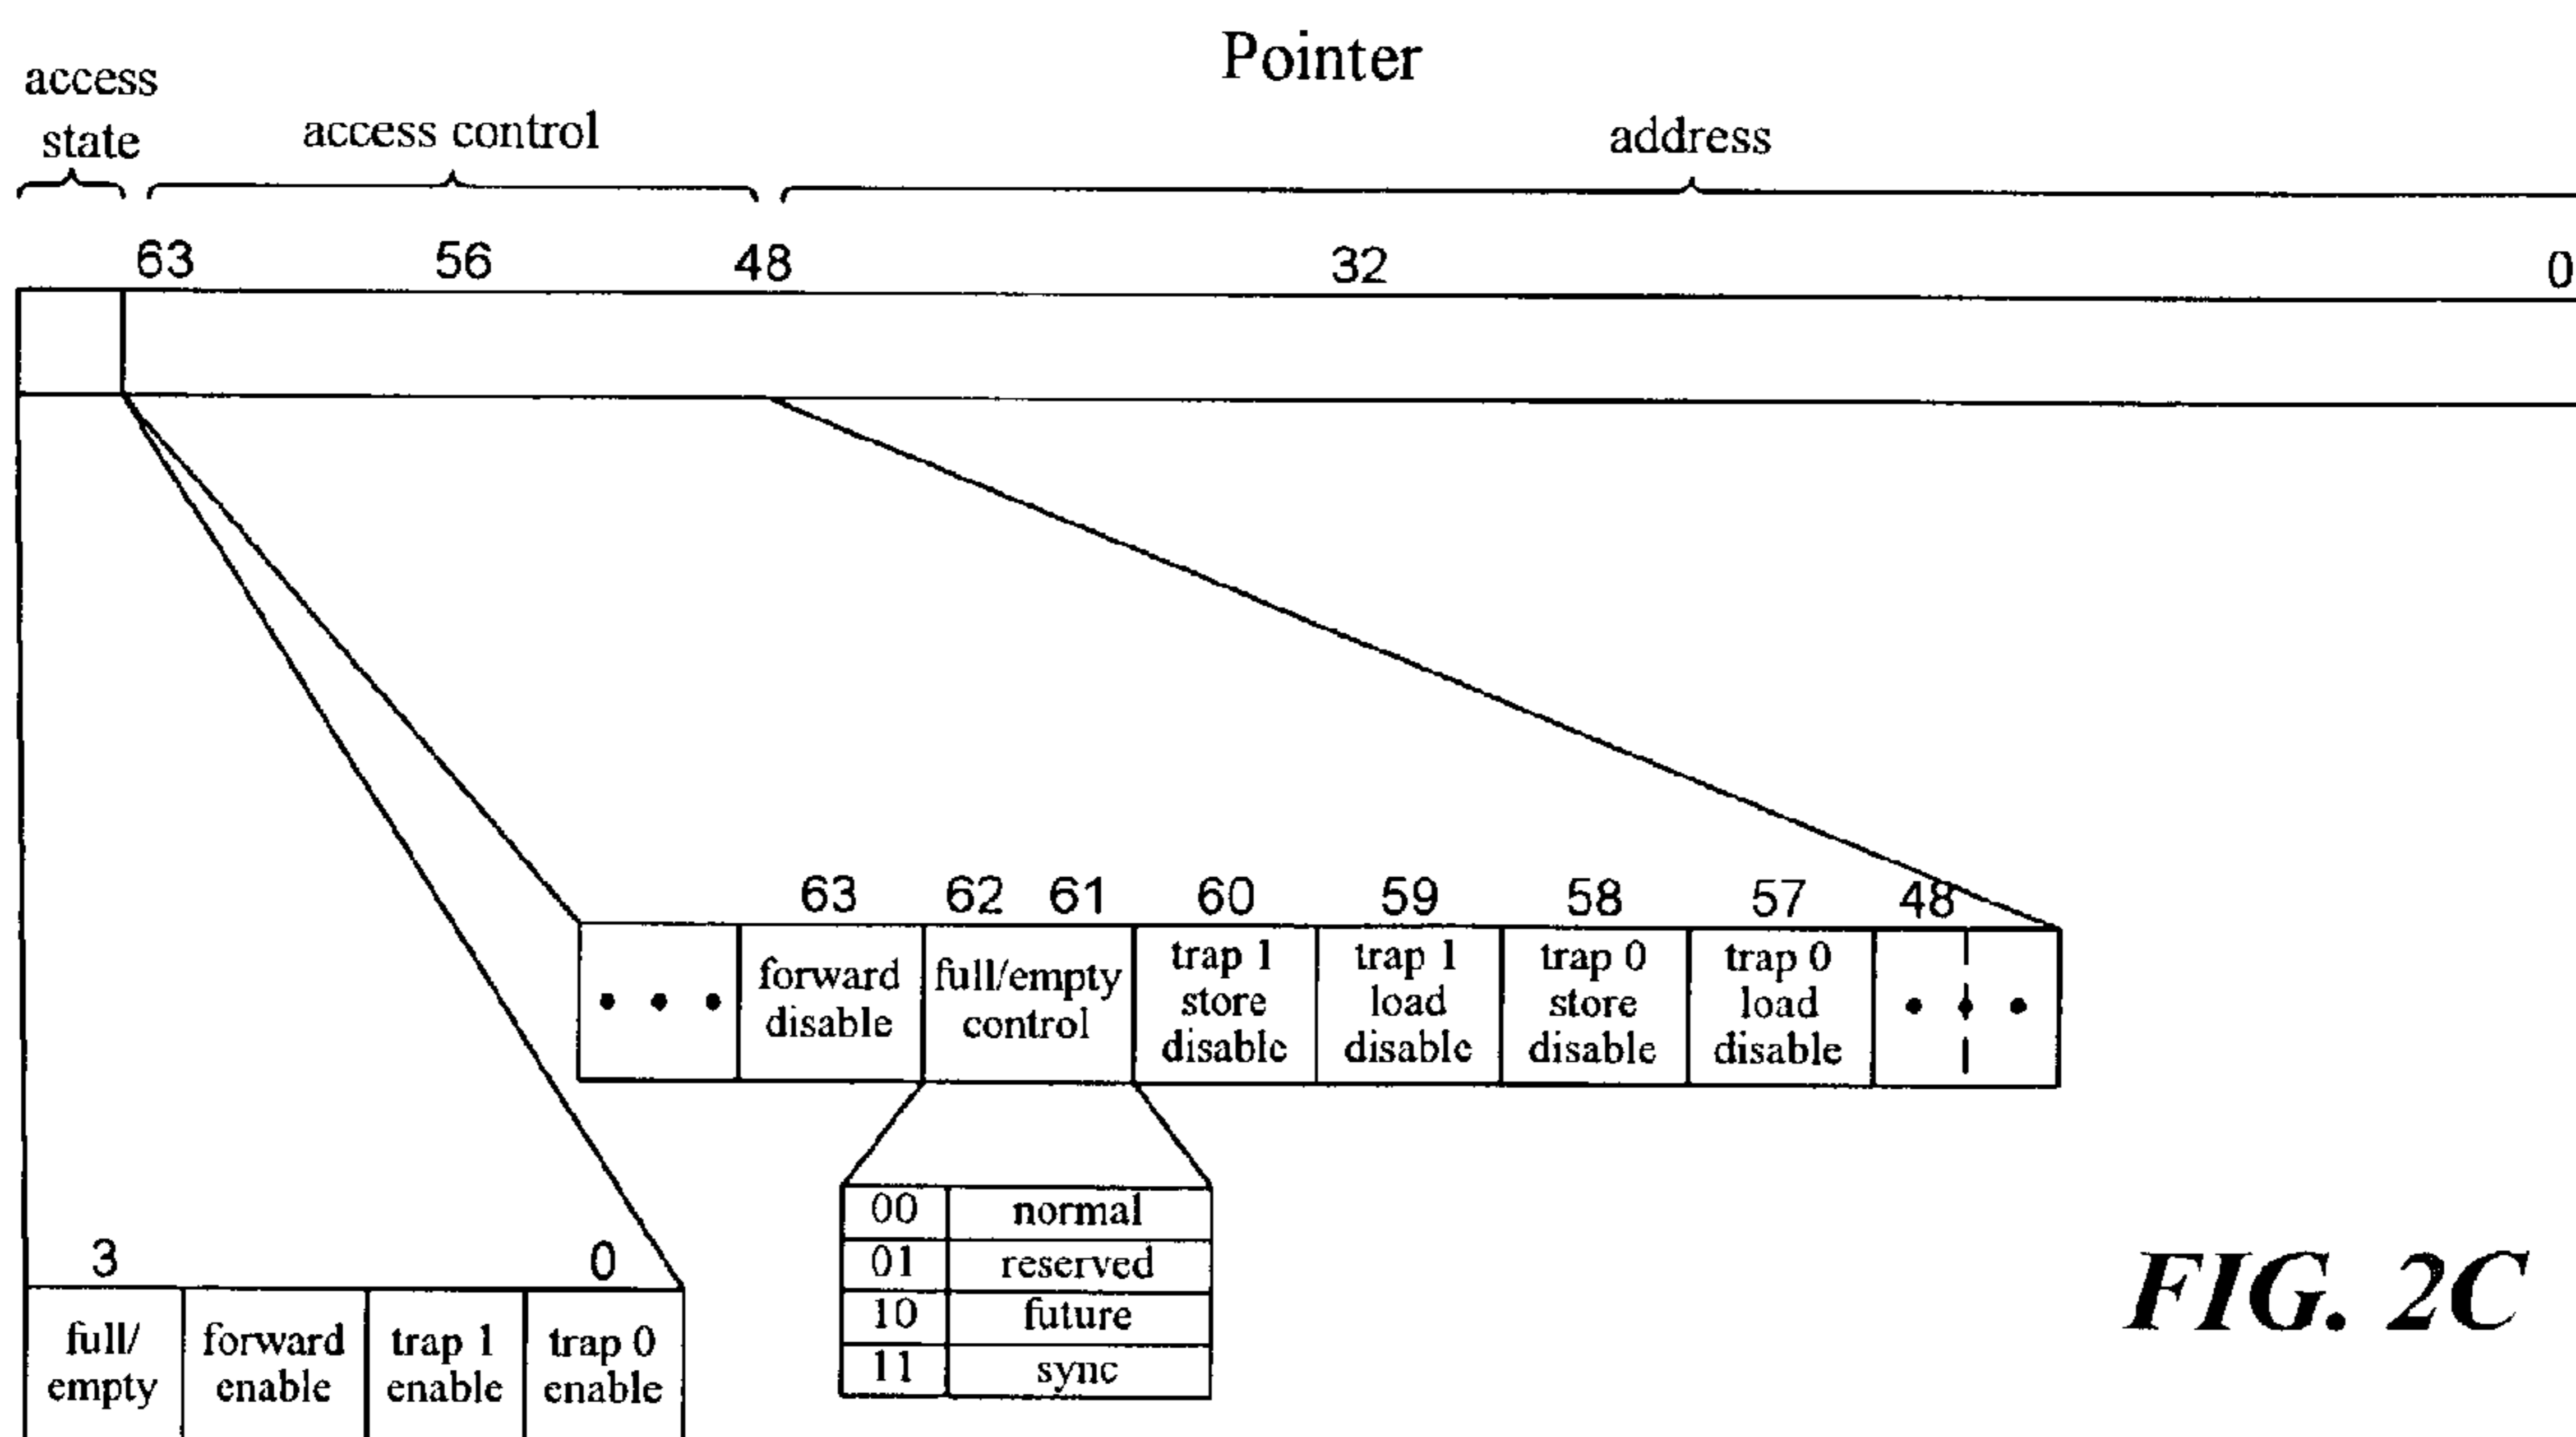 Pointer
access
state
access control
address
63 56 48 32 0
63 62 61 60 59 58 57 48
• • •
forward
disable
full/empty
control
trap 1
store
disable
trap 1
load
disable
trap 0
store
disable
trap 0
load
disable
• • •
00 normal
01 reserved
10 future
11 sync
3 0
full/
empty
forward
enable
trap 1
enable
trap 0
enable
FIG. 2C